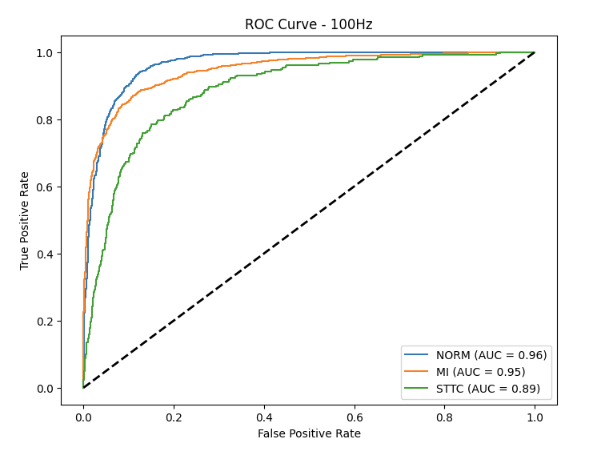 ROC Curve - 100Hz
1.0
0.8
0.6
0.4
0.2
0.0
True Positive Rate
0.0 0.2 0.4 0.6 0.8 1.0
False Positive Rate
NORM (AUC = 0.96)
MI (AUC = 0.95)
STTC (AUC = 0.89)